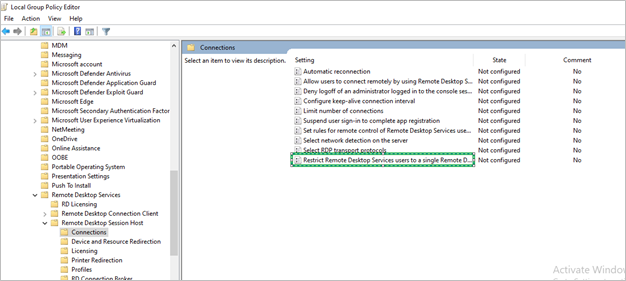 Local Group Policy Editor
File Action View Help
MDM
Messaging
Microsoft account
Microsoft Defender Antivirus
Microsoft Defender Application Guard
Microsoft Defender Exploit Guard
Microsoft Edge
Microsoft Secondary Authentication Factor
Microsoft User Experience Virtualization
NetMeeting
OneDrive
Online Assistance
OOBE
Portable Operating System
Presentation Settings
Push To Install
Remote Desktop Services
RD Licensing
Remote Desktop Connection Client
Remote Desktop Session Host
Connections
Device and Resource Redirection
Licensing
Printer Redirection
Profiles
RD Connection Broker
Connections
Select an item to view its description.
Setting State Comment
Automatic reconnection Not configured No
Allow users to connect remotely by using Remote Desktop S... Not configured No
Deny logoff of an administrator logged in to the console ses... Not configured No
Configure keep-alive connection interval Not configured No
Limit number of connections Not configured No
Suspend user sign-in to complete app registration Not configured No
Set rules for remote control of Remote Desktop Services use... Not configured No
Select network detection on the server Not configured No
Select RDP transport protocols Not configured No
Restrict Remote Desktop Services users to a single Remote D... Not configured No
Activate Window